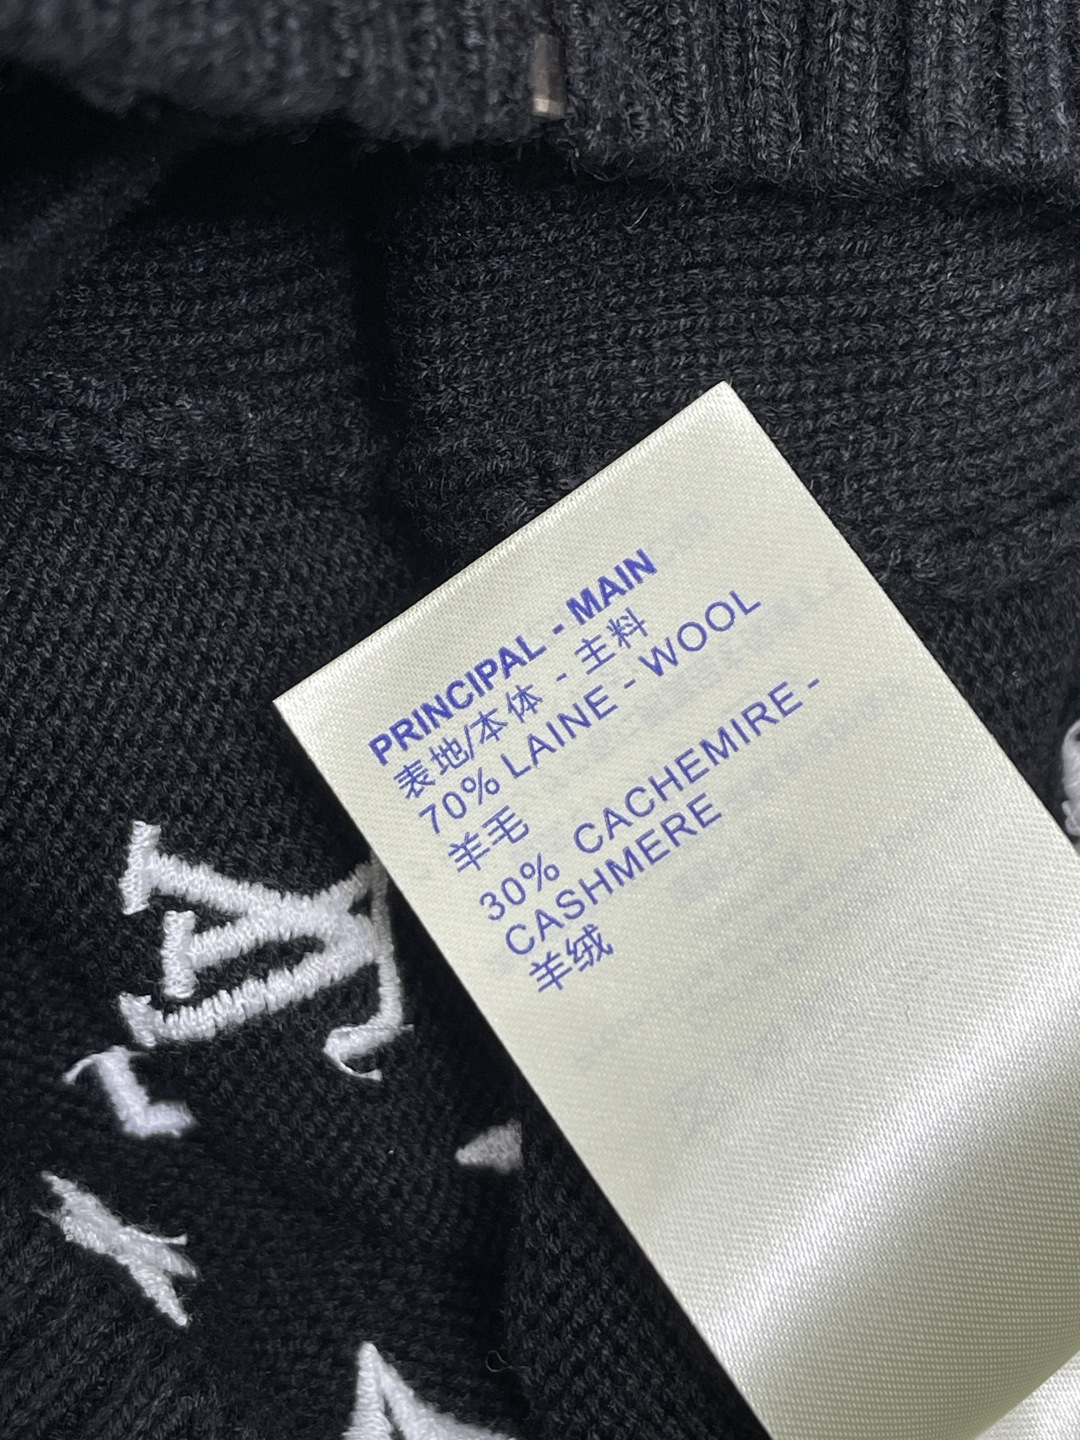 PRINCIPAL - MAIN
表地/本体 - 主料
70% LAINE - WOOL
羊毛
30% CACHEMIRE -
CASHMERE
羊绒